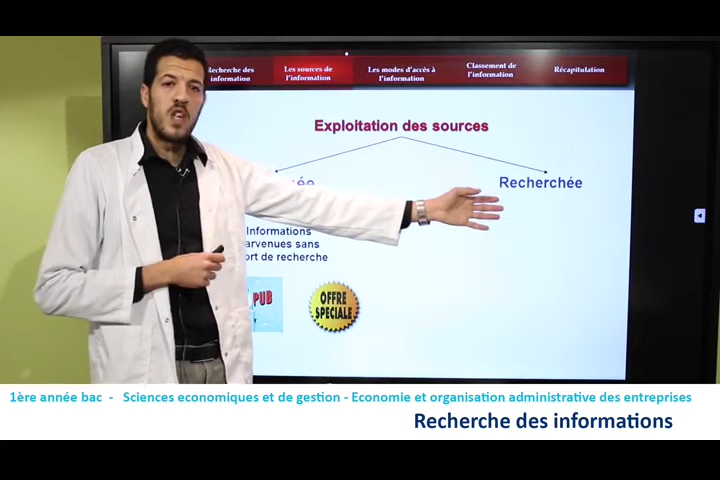 Recherche des
information
Les sources de
l'information
Les modes d'accès à
l'information
Classement de
l'information
Récapitulation
Exploitation des sources
Recherchée
Informations
sans
de recherche
PUB
OFFRE
SPECIALE
1ère année bac - Sciences economiques et de gestion - Economie et organisation administrative des entreprises
Recherche des informations